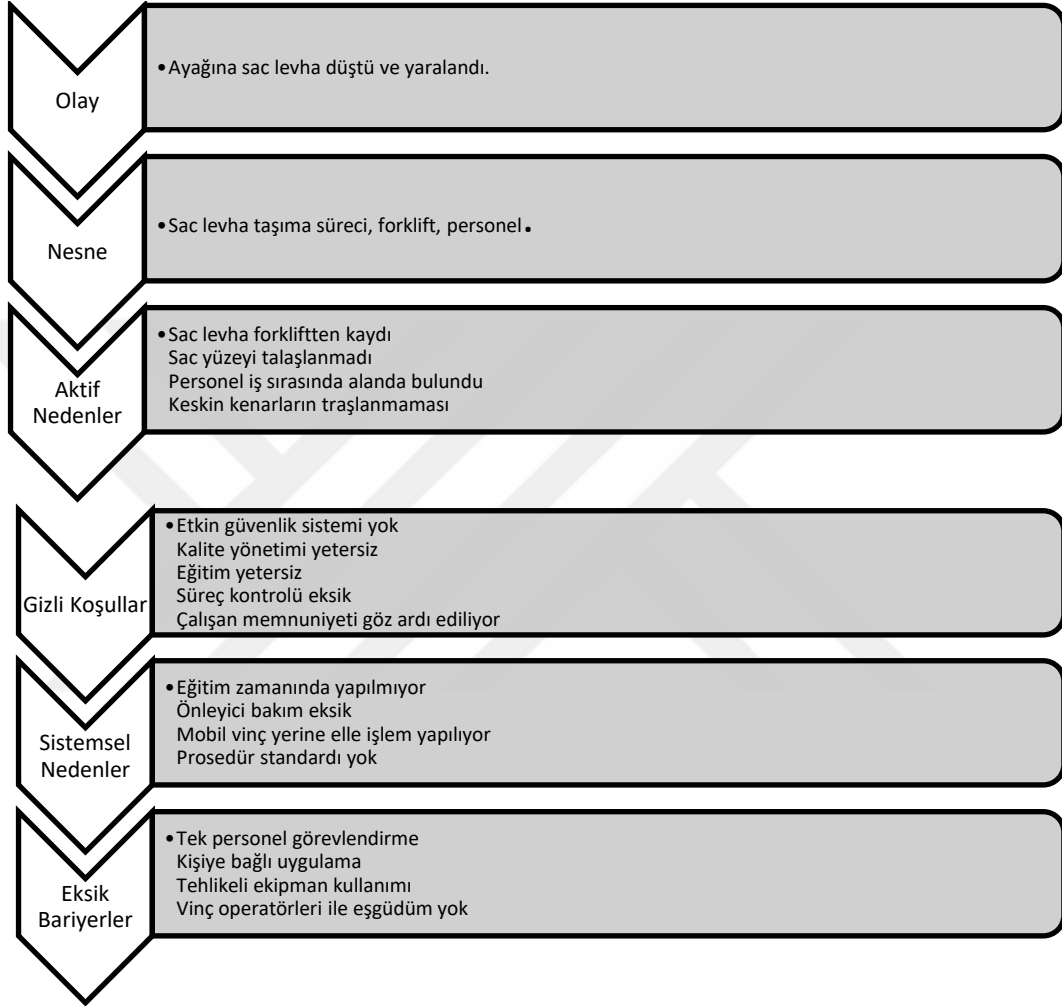 Olay
•Ayağına sac levha düştü ve yaralandı.
Nesne
•Sac levha taşıma süreci, forklift, personel.
Aktif
Nedenler
•Sac levha forkliftten kaydı
Sac yüzeyi talaşlanmadı
Personel iş sırasında alanda bulundu
Keskin kenarların traşlanmaması
Gizli Koşullar
•Etkin güvenlik sistemi yok
Kalite yönetimi yetersiz
Eğitim yetersiz
Süreç kontrolü eksik
Çalışan memnuniyeti göz ardı ediliyor
Sistemsel
Nedenler
•Eğitim zamanında yapılmıyor
Önleyici bakım eksik
Mobil vinç yerine elle işlem yapılıyor
Prosedür standardı yok
Eksik
Bariyerler
•Tek personel görevlendirme
Kişiye bağlı uygulama
Tehlikeli ekipman kullanımı
Vinç operatörleri ile eşgüdüm yok